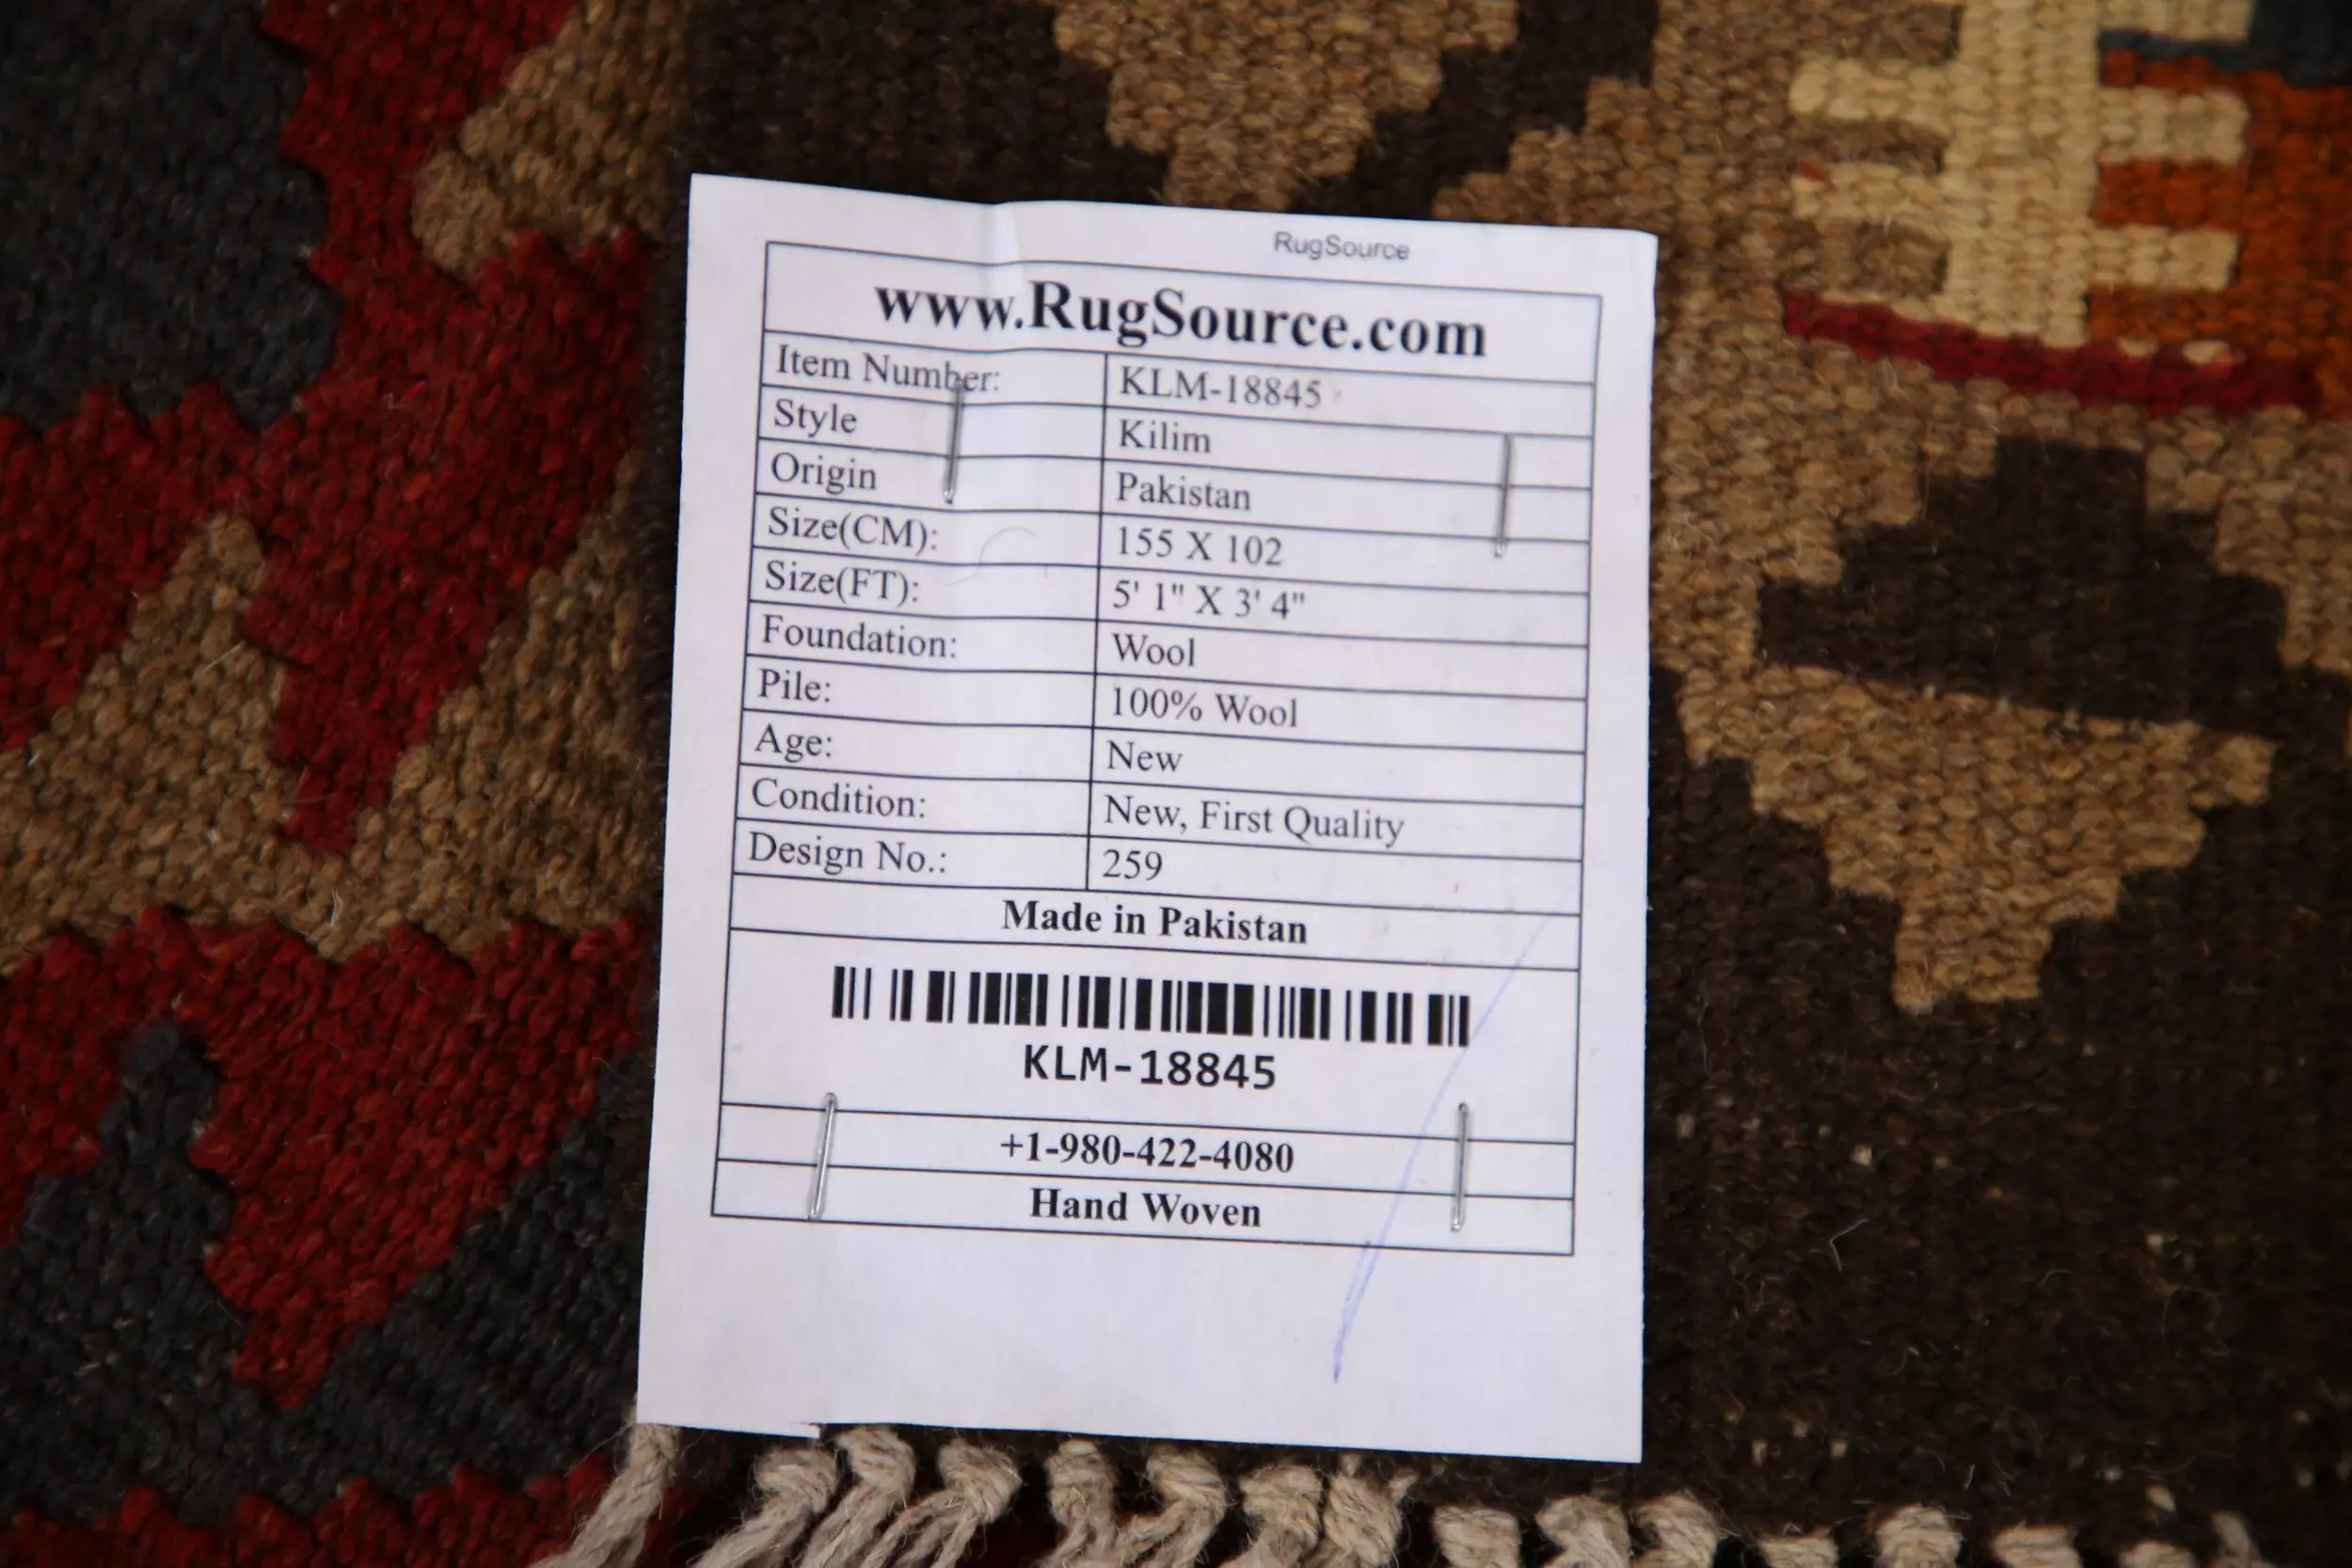 RugSource
www.RugSource.com
Item Number: KLM-18845
Style Kilim
Origin Pakistan
Size(CM): 155 X 102
Size(FT): 5' 1" X 3' 4"
Foundation: Wool
Pile: 100% Wool
Age: New
Condition: New, First Quality
Design No.: 259
Made in Pakistan
KLM-18845
+1-980-422-4080
Hand Woven